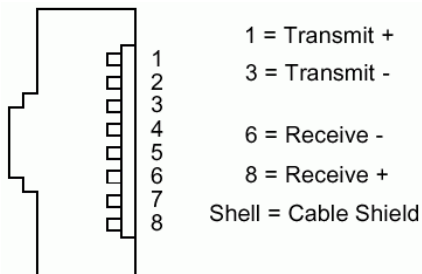 1
2
3
4
5
6
7
8
1 = Transmit +
3 = Transmit -
6 = Receive -
8 = Receive +
Shell = Cable Shield